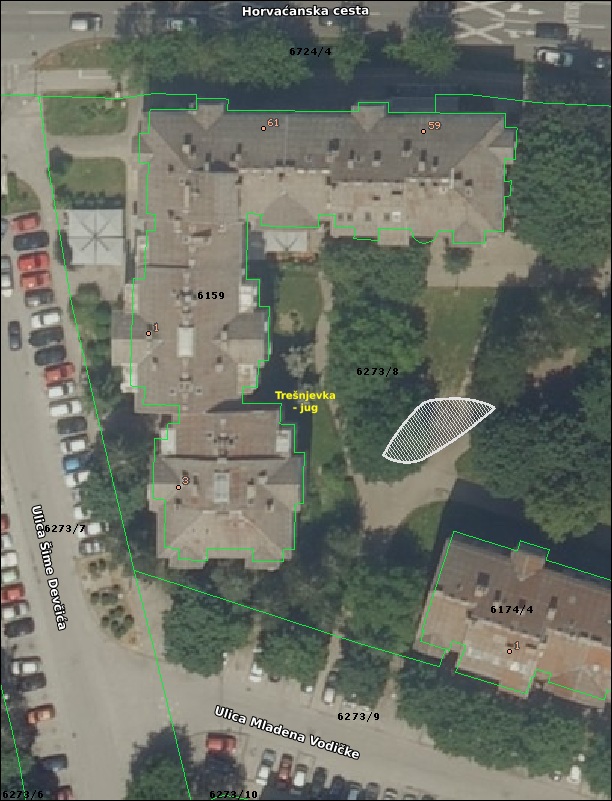 Horvaćanska cesta
6724/4
61
59
6159
1
6273/8
Trešnjevka
- jug
3
6273/7
Ulica Šime Devčića
6174/4
1
Ulica Mladena Vodičke
6273/9
6273/6
6273/10